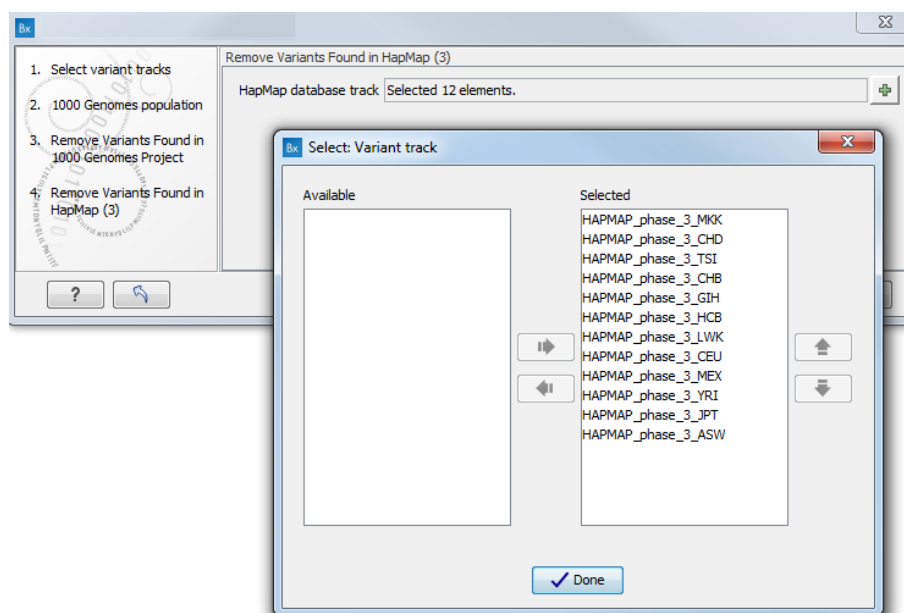 Bx
Remove Variants Found in HapMap (3)
1. Select variant tracks
2. 1000 Genomes population
3. Remove Variants Found in
1000 Genomes Project
4. Remove Variants Found in
HapMap (3)
HapMap database track Selected 12 elements.
?
Bx Select: Variant track
Available
Selected
HAPMAP_phase_3_MKK
HAPMAP_phase_3_CHD
HAPMAP_phase_3_TSI
HAPMAP_phase_3_CHB
HAPMAP_phase_3_GIH
HAPMAP_phase_3_HCB
HAPMAP_phase_3_LWK
HAPMAP_phase_3_CEU
HAPMAP_phase_3_MEX
HAPMAP_phase_3_YRI
HAPMAP_phase_3_JPT
HAPMAP_phase_3_ASW
Done